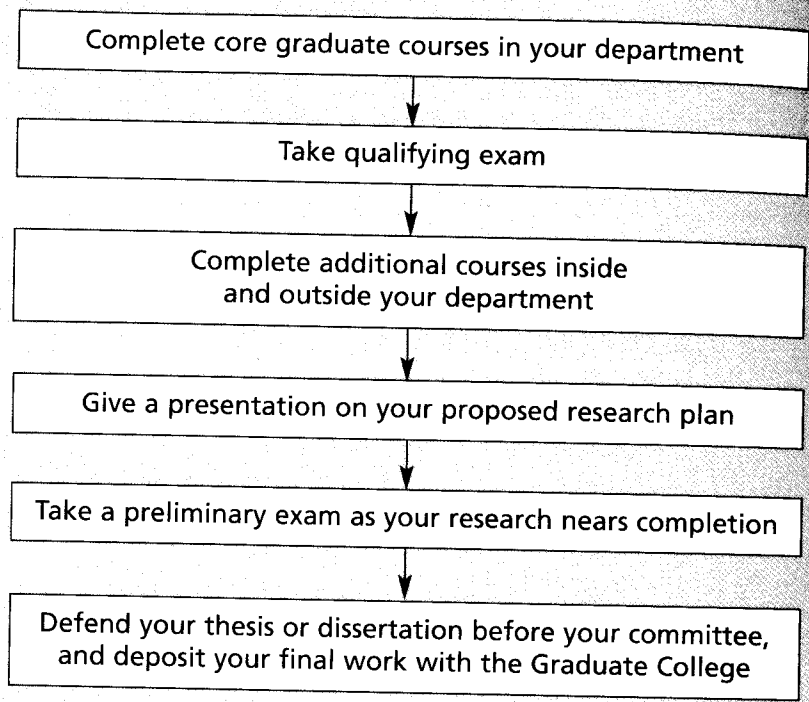 Complete core graduate courses in your department
Take qualifying exam
Complete additional courses inside
and outside your department
Give a presentation on your proposed research plan
Take a preliminary exam as your research nears completion
Defend your thesis or dissertation before your committee,
and deposit your final work with the Graduate College